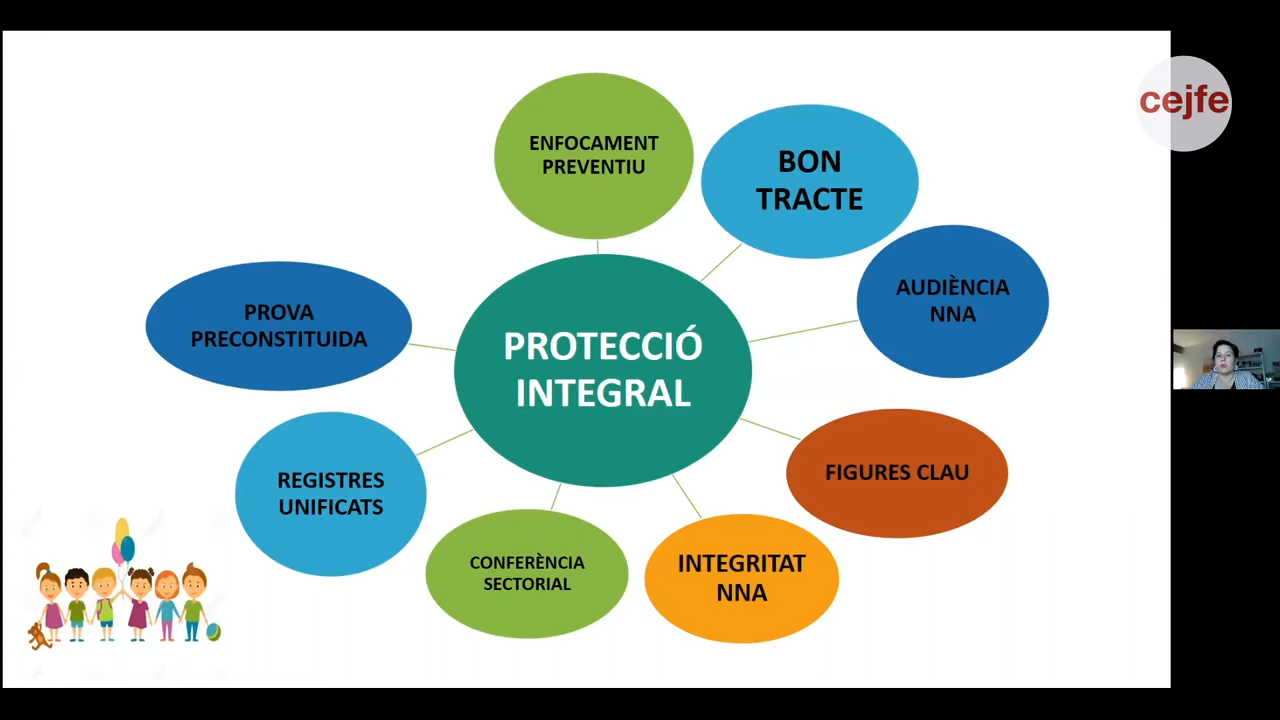 cejfe
ENFOCAMENT
PREVENTIU
BON
TRACTE
AUDIÈNCIA
NNA
PROVA
PRECONSTITUIDA
PROTECCIÓ
INTEGRAL
FIGURES CLAU
REGISTRES
UNIFICATS
CONFERÈNCIA
SECTORIAL
INTEGRITAT
NNA